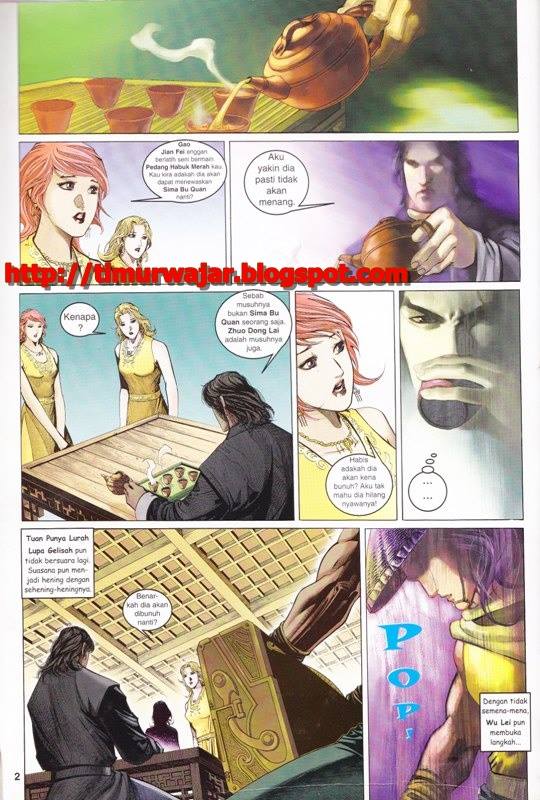 Gao
Jian Fei enggan
berlatih seni bermain
Pedang Habuk Merah kau.
Kau kira adakah dia akan
dapat menewaskan
Sima Bu Quan
nanti?
Aku
yakin dia
pasti tidak
akan
menang.
http://timurwajar.blogspot.com
Kenapa
?
Sebab
musuhnya
bukan Sima Bu
Quan seorang saja.
Zhuo Dong Lai
adalah musuhnya
juga.
Habis
adakah dia
akan kena
bunuh? Aku tak
mahu dia hilang
nyawanya!
...
...
Tuan Punya Lurah
Lupa Gelisah pun
tidak bersuara lagi.
Suasana pun men-
jadi hening dengan
sehening-heningnya.
Benar-
kah dia akan
dibunuh
nanti?
POP!
Dengan tidak
semena-mena,
Wu Lei pun
membuka
langkah...
2